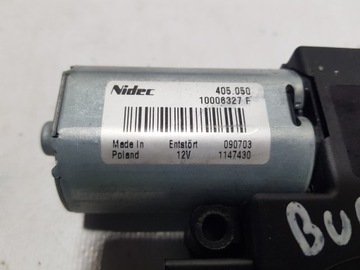 Nidec 405.050
10006327 F
Made In Entstört 090703
Poland 12V 1147430